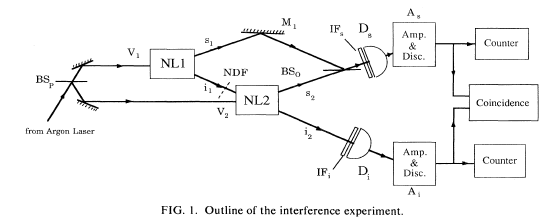 A_s
IF_s
D_s
M_1
s_1
V_1
NL1
Amp.
&
Disc.
Counter
BS_P
NDF
BS_O
i_1
NL2
s_2
Coincidence
V_2
from Argon Laser
i_2
Amp.
&
Disc.
Counter
IF_i
D_i
A_i
FIG. 1. Outline of the interference experiment.